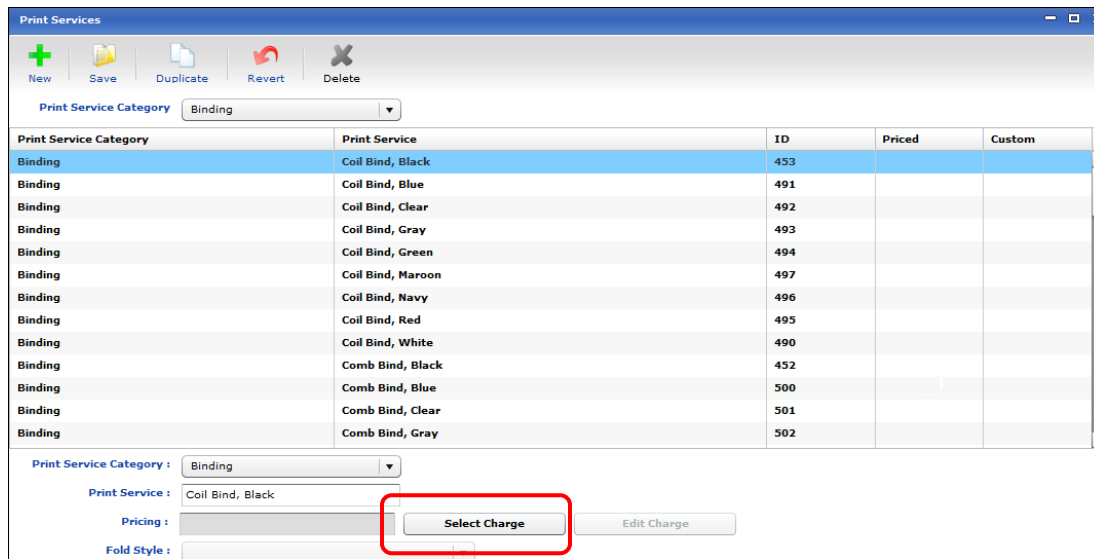 Print Services
New Save Duplicate Revert Delete
Print Service Category Binding
Print Service Category Print Service ID Priced Custom
Binding Coil Bind, Black 453
Binding Coil Bind, Blue 491
Binding Coil Bind, Clear 492
Binding Coil Bind, Gray 493
Binding Coil Bind, Green 494
Binding Coil Bind, Maroon 497
Binding Coil Bind, Navy 496
Binding Coil Bind, Red 495
Binding Coil Bind, White 490
Binding Comb Bind, Black 452
Binding Comb Bind, Blue 500
Binding Comb Bind, Clear 501
Binding Comb Bind, Gray 502
Print Service Category : Binding
Print Service : Coil Bind, Black
Pricing : Select Charge Edit Charge
Fold Style :